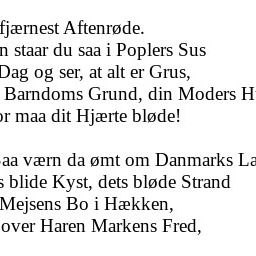 fjærnest Aftenrøde.
n staar du saa i Poplers Sus
Dag og ser, at alt er Grus,
Barndoms Grund, din Moders H
or maa dit Hjærte bløde!
Saa værn da ømt om Danmarks La
s blide Kyst, dets bløde Strand
Mejsens Bo i Hækken,
over Haren Markens Fred,